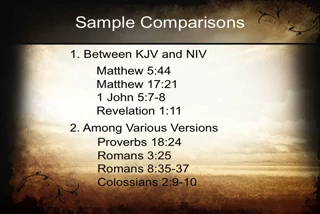 Sample Comparisons
1. Between KJV and NIV
Matthew 5:44
Matthew 17:21
1 John 5:7-8
Revelation 1:11
2. Among Various Versions
Proverbs 18:24
Romans 3:25
Romans 8:35-37
Colossians 2:9-10